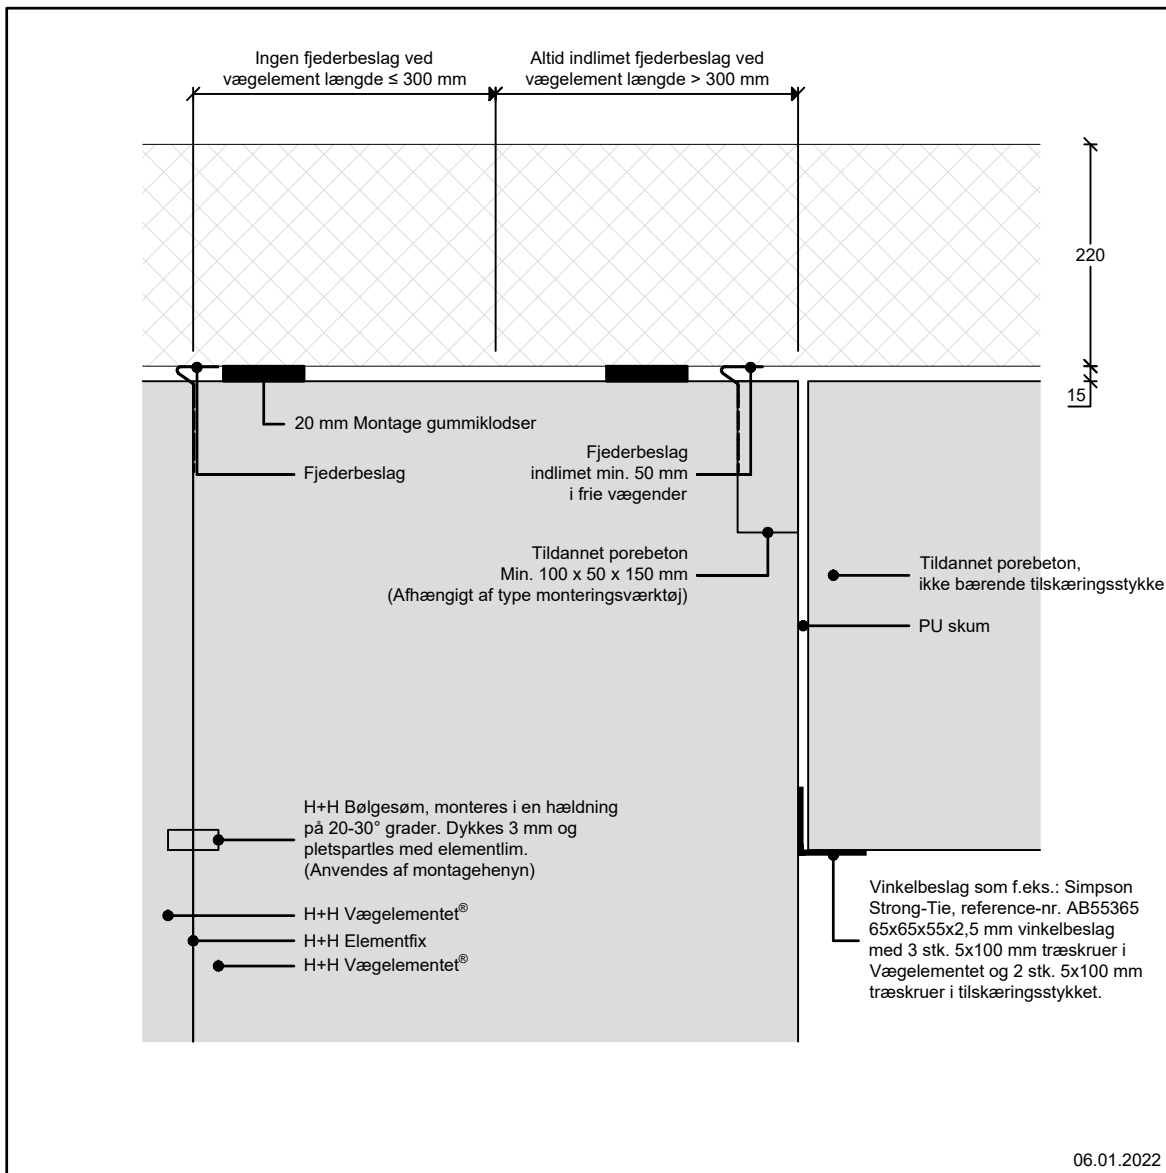 Ingen fjederbeslag ved
vægelement længde ≤ 300 mm
Altid indlimet fjederbeslag ved
vægelement længde > 300 mm
220
15
20 mm Montage gummiklodser
Fjederbeslag
Fjederbeslag
indlimet min. 50 mm
i frie vægender
Tildannet porebeton
Min. 100 x 50 x 150 mm
(Afhængigt af type monteringsværktøj)
Tildannet porebeton,
ikke bærende tilskæringsstykke
PU skum
H+H Bølgesøm, monteres i en hældning
på 20-30° grader. Dykkes 3 mm og
pletspartles med elementlim.
(Anvendes af montagehenyn)
H+H Vægelementet®
H+H Elementfix
H+H Vægelementet®
Vinkelbeslag som f.eks.: Simpson
Strong-Tie, reference-nr. AB55365
65x65x55x2,5 mm vinkelbeslag
med 3 stk. 5x100 mm træskruer i
Vægelementet og 2 stk. 5x100 mm
træskruer i tilskæringsstykket.
06.01.2022